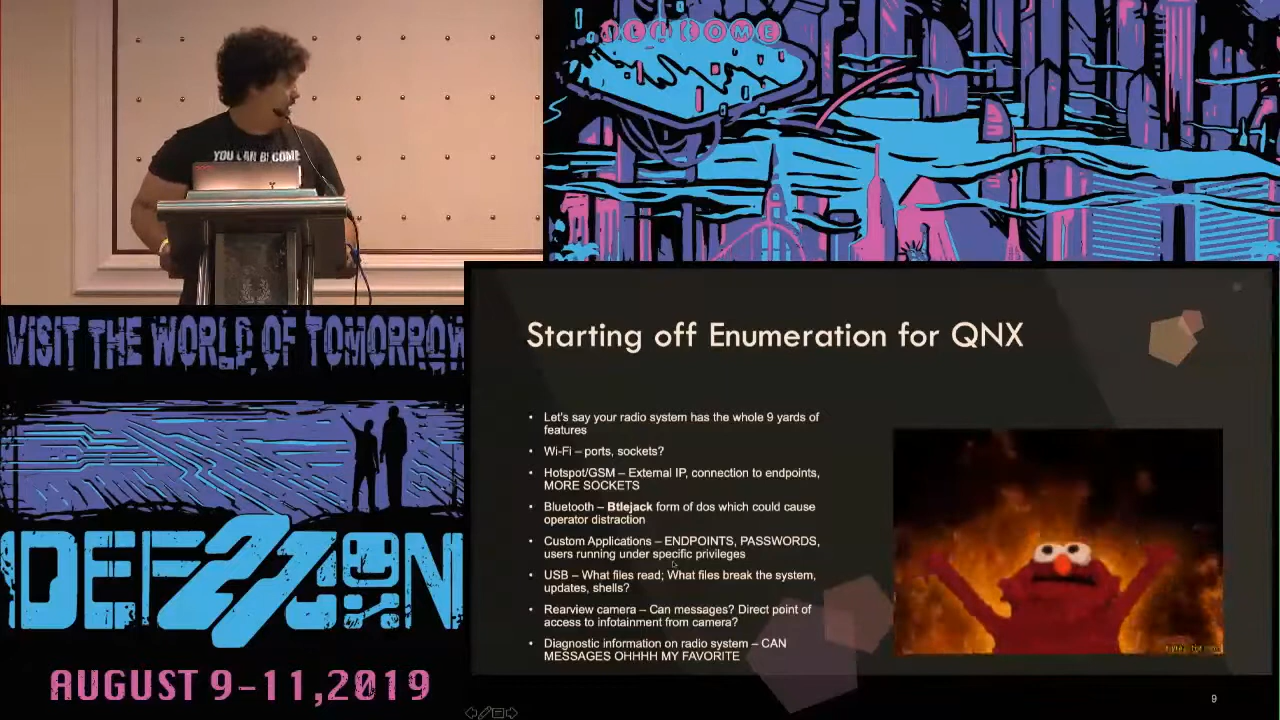 WELCOME
YOU CAN BECOME
VISIT THE WORLD OF TOMORROW
DEF 27 CON
AUGUST 9-11,2019
Starting off Enumeration for QNX
• Let's say your radio system has the whole 9 yards of
features
• Wi-Fi – ports, sockets?
• Hotspot/GSM – External IP, connection to endpoints,
MORE SOCKETS
• Bluetooth – Btlejack form of dos which could cause
operator distraction
• Custom Applications – ENDPOINTS, PASSWORDS,
users running under specific privileges
• USB – What files read; What files break the system,
updates, shells?
• Rearview camera – Can messages? Direct point of
access to infotainment from camera?
• Diagnostic information on radio system – CAN
MESSAGES OHHHH MY FAVORITE
9